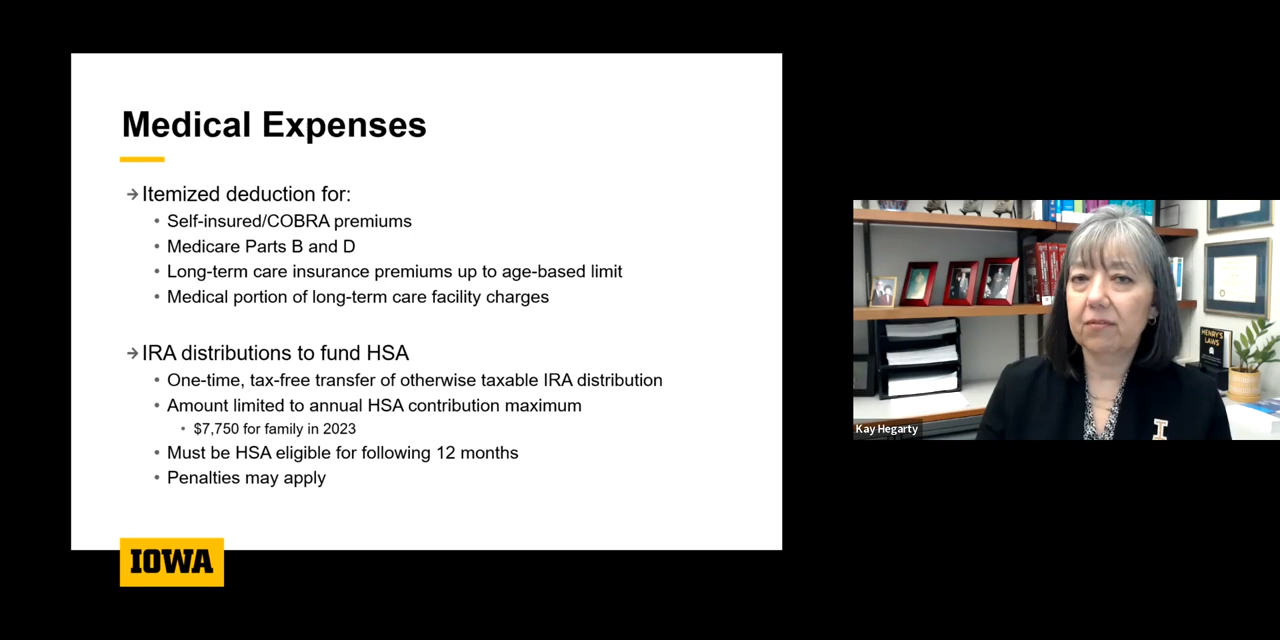 Medical Expenses
→Itemized deduction for:
• Self-insured/COBRA premiums
• Medicare Parts B and D
• Long-term care insurance premiums up to age-based limit
• Medical portion of long-term care facility charges
→IRA distributions to fund HSA
• One-time, tax-free transfer of otherwise taxable IRA distribution
• Amount limited to annual HSA contribution maximum
• $7,750 for family in 2023
• Must be HSA eligible for following 12 months
• Penalties may apply
IOWA
HENRY'S
LAWS
I
Kay Hegarty